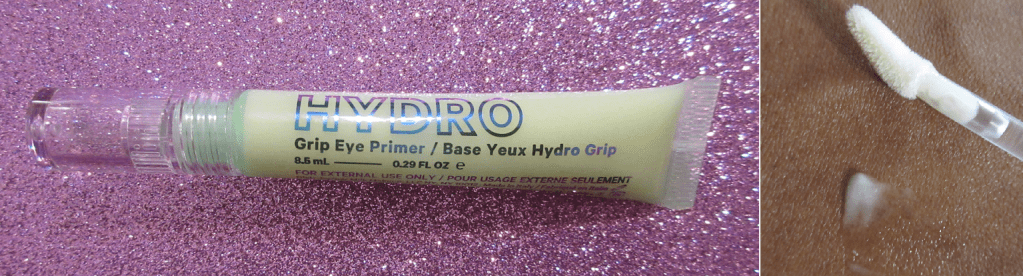 HYDRO
Grip Eye Primer / Base Yeux Hydro Grip
8.5 mL 0.29 FL OZ e
FOR EXTERNAL USE ONLY / POUR USAGE EXTERNE SEULEMENT